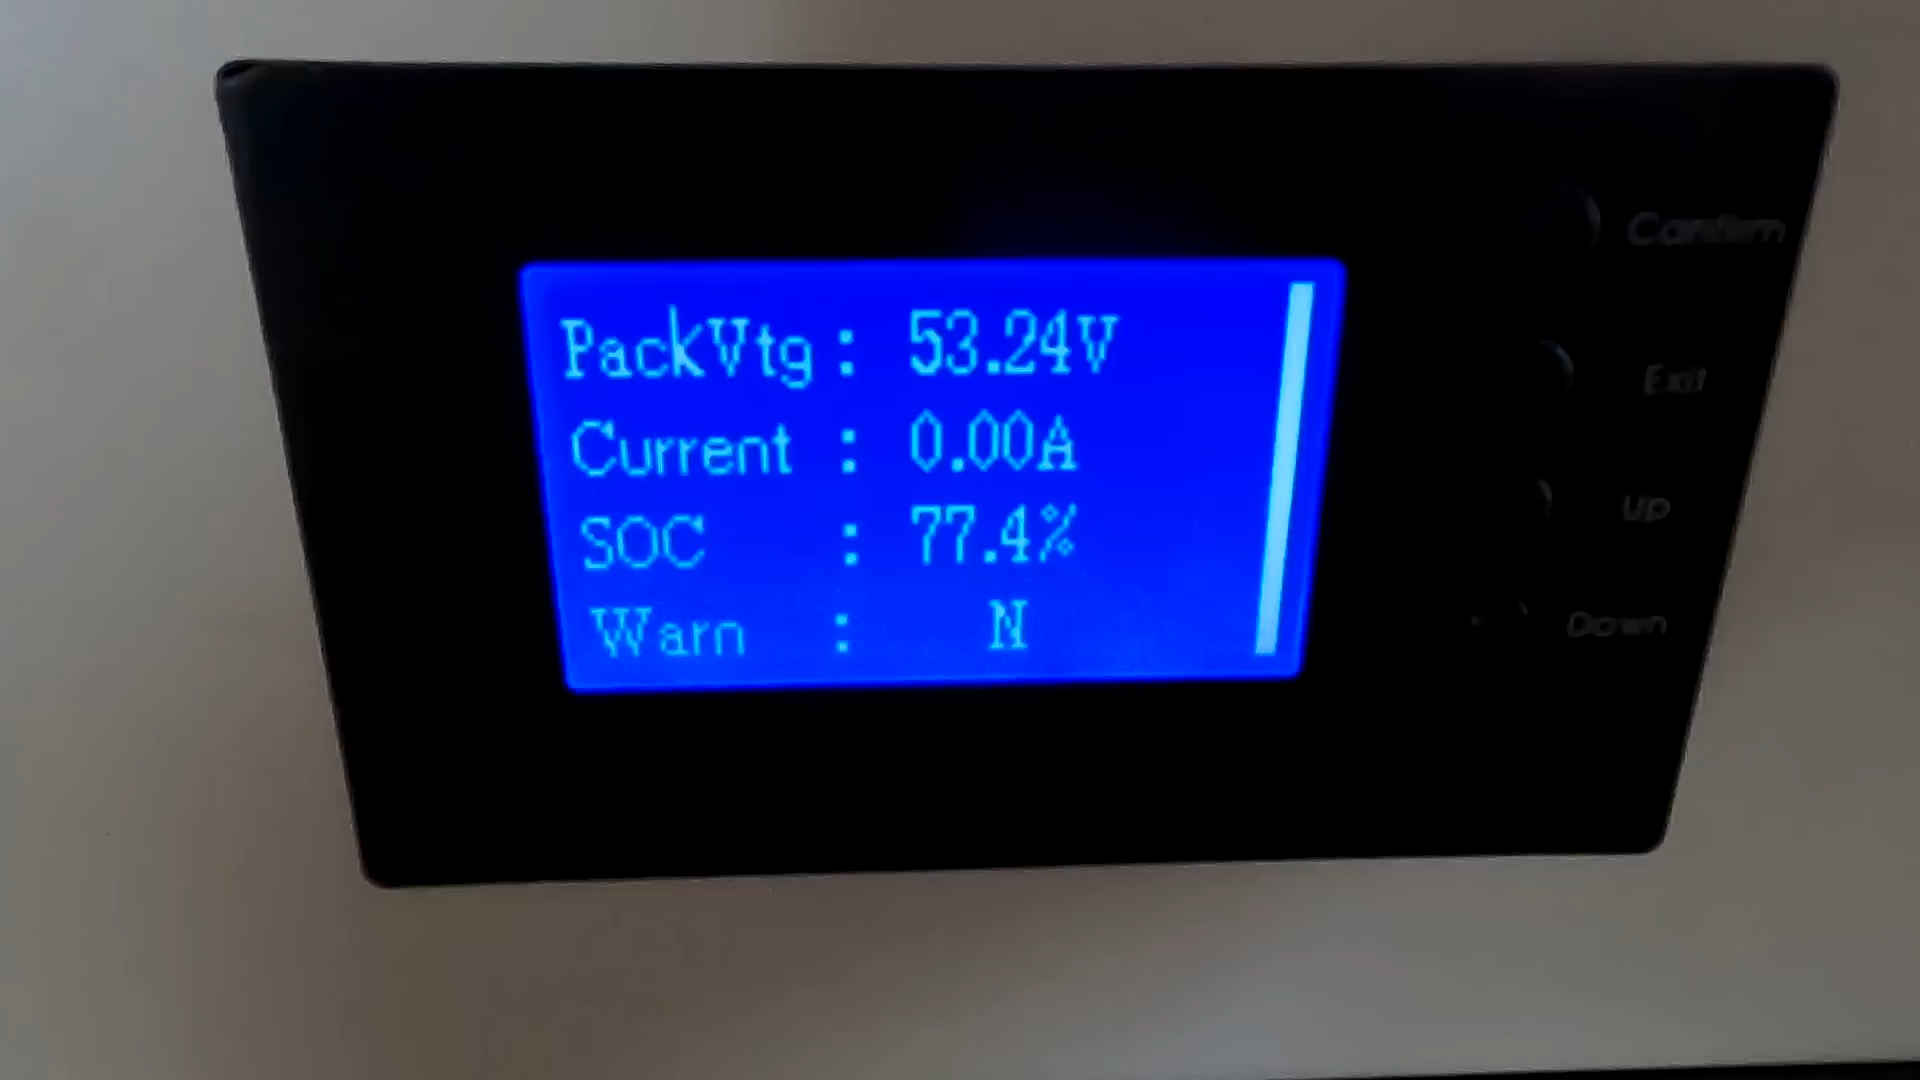 PackVtg : 53.24V
Current : 0.00A
SOC : 77.4%
Warn : N
Confirm
Exit
Up
Down